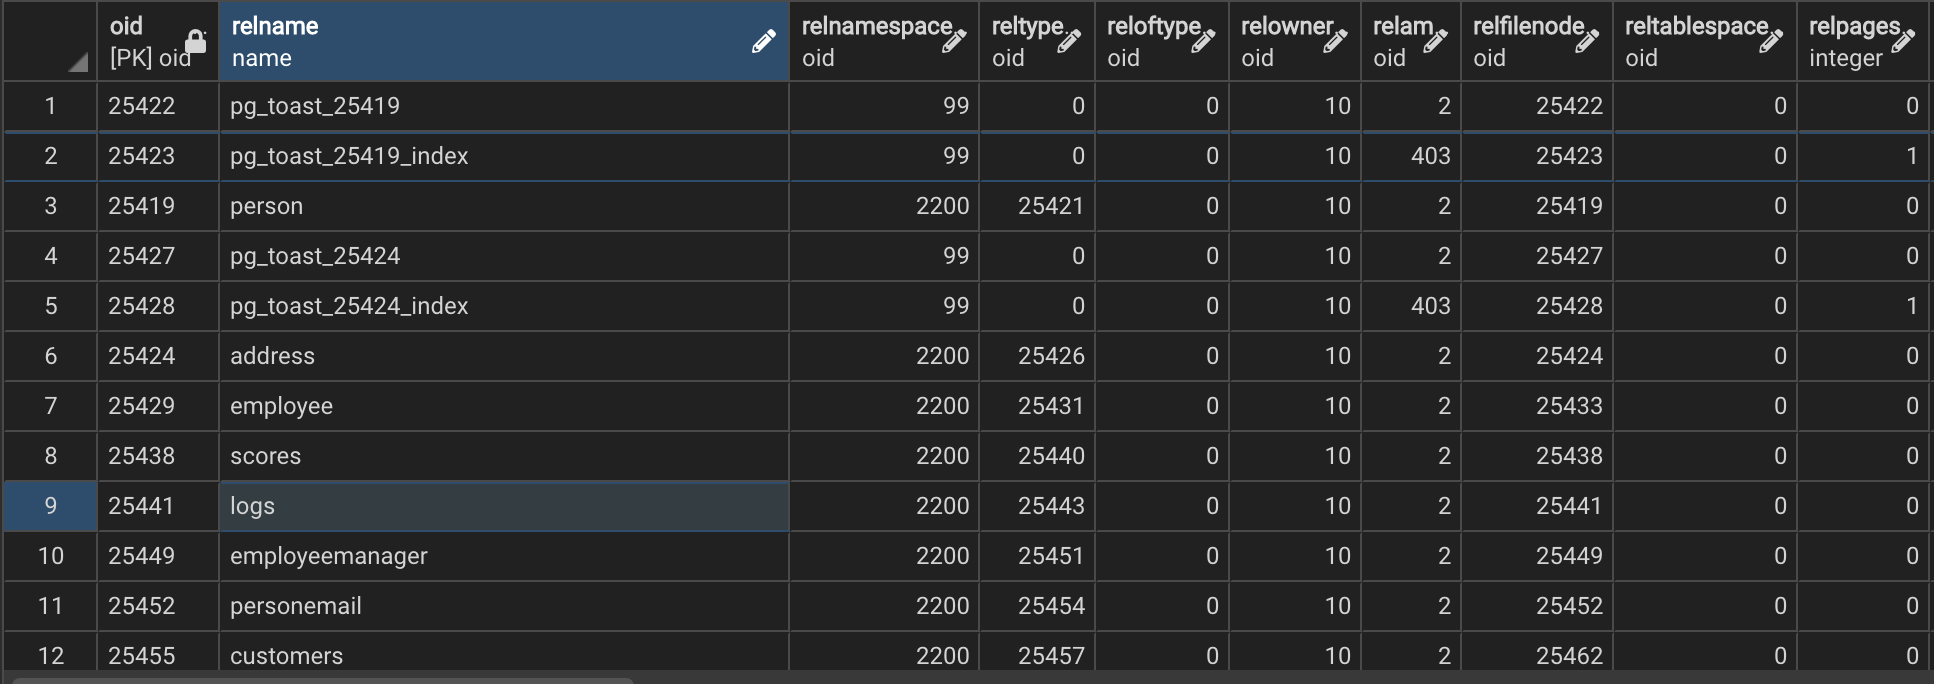 oid relname relnamespace reltype reloftype relowner relam relfilenode reltablespace relpages
[PK] oid name oid oid oid oid oid oid oid integer
1 25422 pg_toast_25419 99 0 0 10 2 25422 0 0
2 25423 pg_toast_25419_index 99 0 0 10 403 25423 0 1
3 25419 person 2200 25421 0 10 2 25419 0 0
4 25427 pg_toast_25424 99 0 0 10 2 25427 0 0
5 25428 pg_toast_25424_index 99 0 0 10 403 25428 0 1
6 25424 address 2200 25426 0 10 2 25424 0 0
7 25429 employee 2200 25431 0 10 2 25433 0 0
8 25438 scores 2200 25440 0 10 2 25438 0 0
9 25441 logs 2200 25443 0 10 2 25441 0 0
10 25449 employeemanager 2200 25451 0 10 2 25449 0 0
11 25452 personemail 2200 25454 0 10 2 25452 0 0
12 25455 customers 2200 25457 0 10 2 25462 0 0